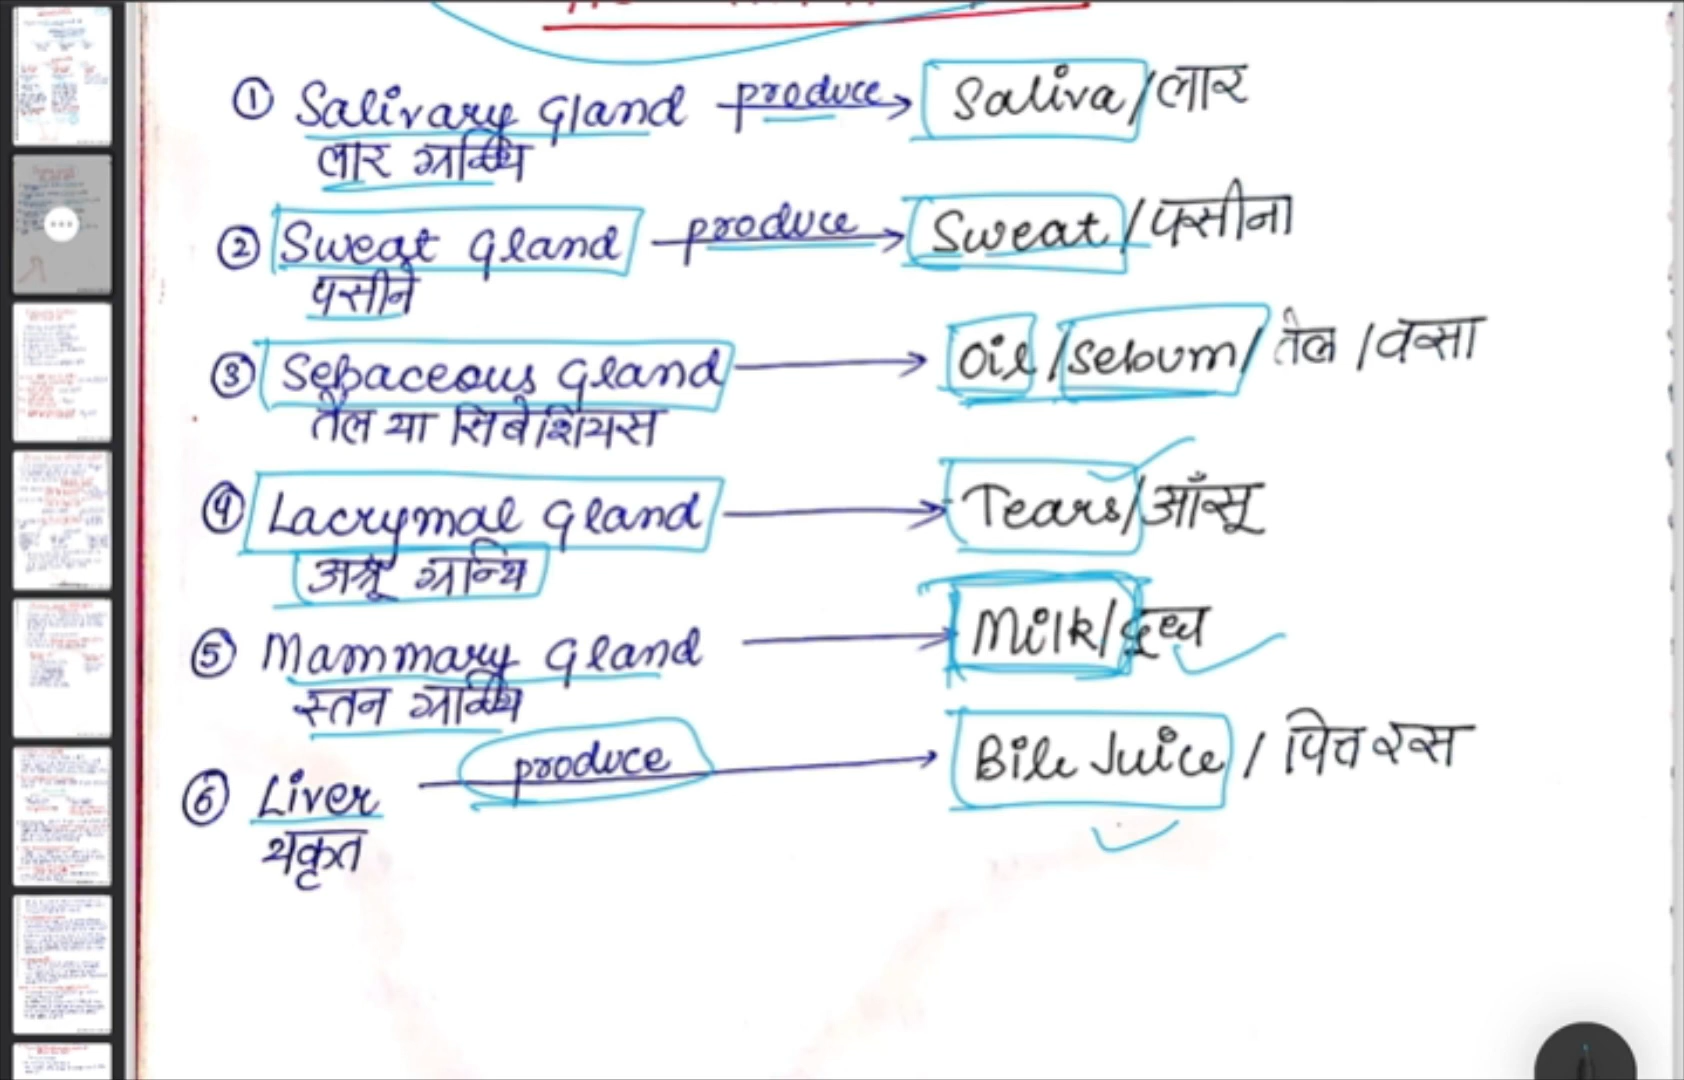 ① Salivary Gland produce → Saliva/लार
लार ग्रन्थि
② Sweat Gland produce → Sweat/पसीना
पसीने
③ Sebaceous Gland → Oil/Sebum/तेल/वसा
तेल या सिबेशियस
④ Lacrymal Gland → Tears/आँसू
अश्रू ग्रन्थि
⑤ Mammary Gland → Milk/दूध
स्तन ग्रन्थि
⑥ Liver produce → Bile Juice / पित्त रस
यकृत